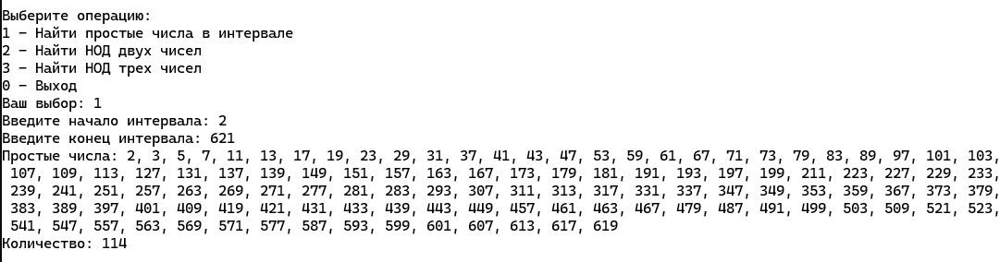 Выберите операцию:
1 – Найти простые числа в интервале
2 – Найти НОД двух чисел
3 – Найти НОД трех чисел
0 – Выход
Ваш выбор: 1
Введите начало интервала: 2
Введите конец интервала: 621
Простые числа: 2, 3, 5, 7, 11, 13, 17, 19, 23, 29, 31, 37, 41, 43, 47, 53, 59, 61, 67, 71, 73, 79, 83, 89, 97, 101, 103,
107, 109, 113, 127, 131, 137, 139, 149, 151, 157, 163, 167, 173, 179, 181, 191, 193, 197, 199, 211, 223, 227, 229, 233,
239, 241, 251, 257, 263, 269, 271, 277, 281, 283, 293, 307, 311, 313, 317, 331, 337, 347, 349, 353, 359, 367, 373, 379,
383, 389, 397, 401, 409, 419, 421, 431, 433, 439, 443, 449, 457, 461, 463, 467, 479, 487, 491, 499, 503, 509, 521, 523,
541, 547, 557, 563, 569, 571, 577, 587, 593, 599, 601, 607, 613, 617, 619
Количество: 114